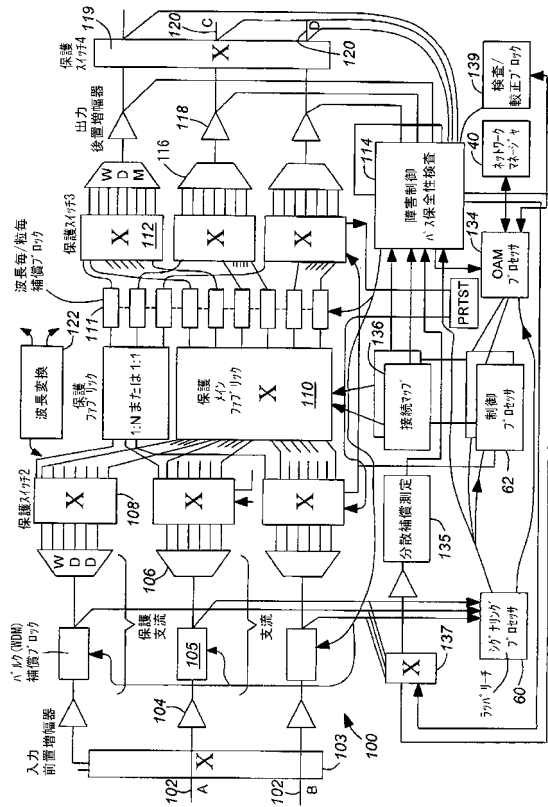 119
保護
スイッチ4
X
120
C
120
D
出力
後置増幅器
118
116
W
D
M
保護スイッチ3
X
112
X
X
波長毎/粒毎
補償ブロック
111
122
波長変換
保護
ファブリック
1:Nまたは1:1
保護
メイン
ファブリック
X
110
保護スイッチ2
X
108
X
X
W
D
D
106
保護
支流
支流
バルク(WDM)
補償ブロック
105
104
入力
前置増幅器
X
103
102
A
102
B
100
139
検査/
較正ブロック
40
ネットワーク
マネージャ
114
障害制御
パス保全性検査
134
OAM
プロセッサ
PRTST
136
接続マップ
制御
プロセッサ
62
分散補償測定
135
X
137
シグナリング
プロセッサ
ラッパリーチ
60